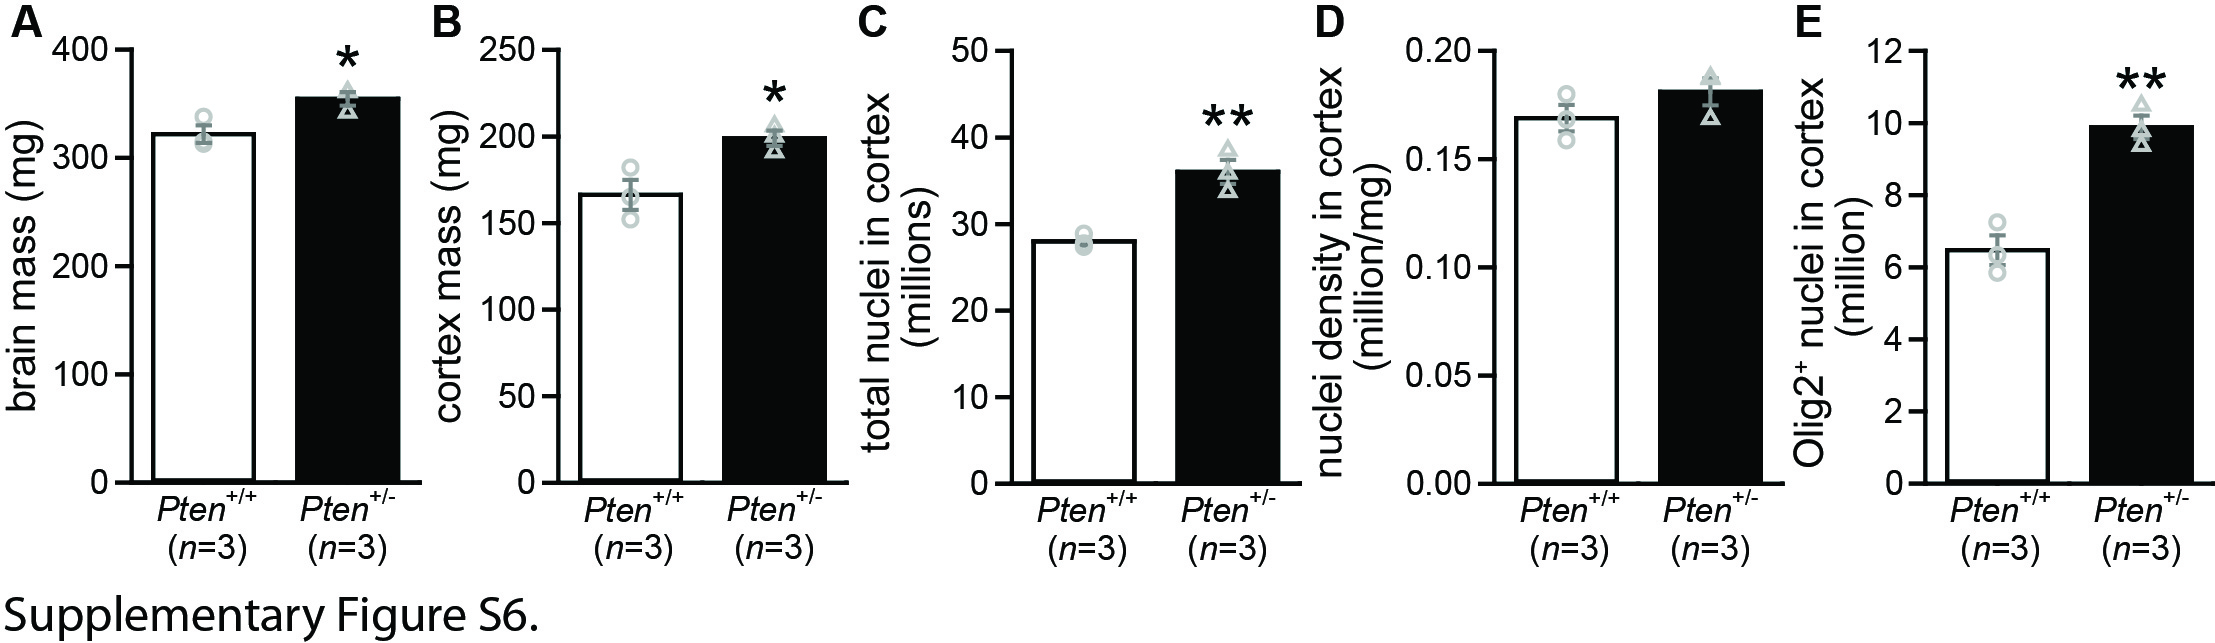 A
brain mass (mg)
400
300
200
100
0
*
Pten+/+
(n=3)
Pten+/-
(n=3)
B
cortex mass (mg)
250
200
150
100
50
0
*
Pten+/+
(n=3)
Pten+/-
(n=3)
C
total nuclei in cortex
(millions)
50
40
30
20
10
0
**
Pten+/+
(n=3)
Pten+/-
(n=3)
D
nuclei density in cortex
(million/mg)
0.20
0.15
0.10
0.05
0.00
Pten+/+
(n=3)
Pten+/-
(n=3)
E
Olig2+ nuclei in cortex
(million)
12
10
8
6
4
2
0
**
Pten+/+
(n=3)
Pten+/-
(n=3)
Supplementary Figure S6.